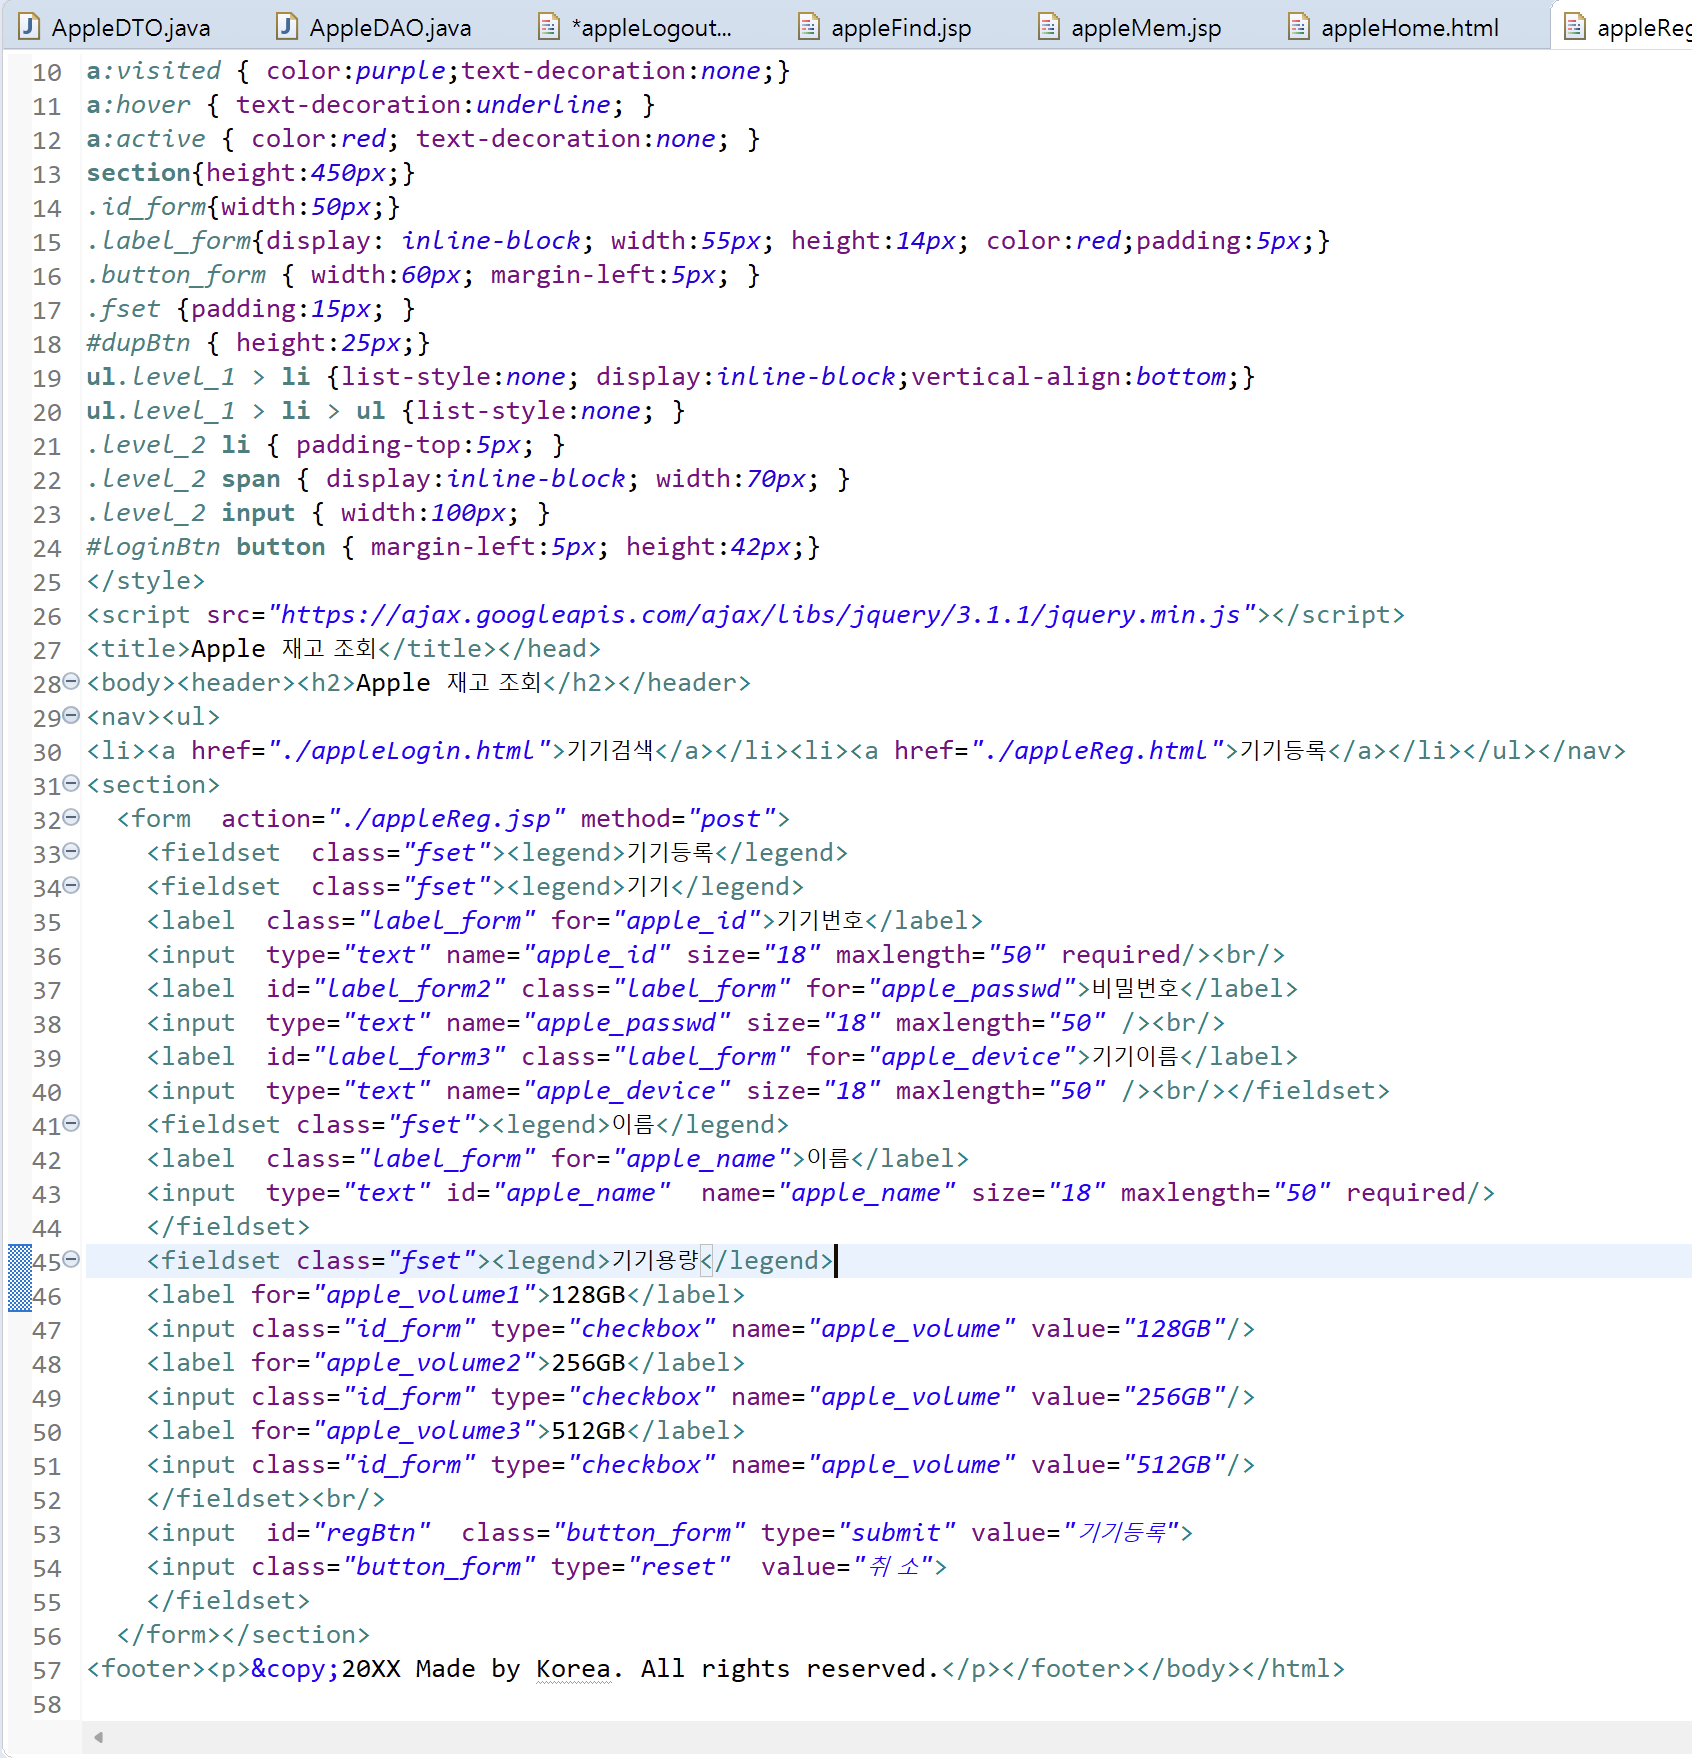 AppleDTO.java AppleDAO.java *appleLogout... appleFind.jsp appleMem.jsp appleHome.html appleReg
10 a:visited { color:purple;text-decoration:none;}
11 a:hover { text-decoration:underline; }
12 a:active { color:red; text-decoration:none; }
13 section{height:450px;}
14 .id_form{width:50px;}
15 .label_form{display: inline-block; width:55px; height:14px; color:red;padding:5px;}
16 .button_form { width:60px; margin-left:5px; }
17 .fset {padding:15px; }
18 #dupBtn { height:25px;}
19 ul.level_1 > li {list-style:none; display:inline-block;vertical-align:bottom;}
20 ul.level_1 > li > ul {list-style:none; }
21 .level_2 li { padding-top:5px; }
22 .level_2 span { display:inline-block; width:70px; }
23 .level_2 input { width:100px; }
24 #loginBtn button { margin-left:5px; height:42px;}
25 </style>
26 <script src="https://ajax.googleapis.com/ajax/libs/jquery/3.1.1/jquery.min.js"></script>
27 <title>Apple 재고 조회</title></head>
28 <body><header><h2>Apple 재고 조회</h2></header>
29 <nav><ul>
30 <li><a href="./appleLogin.html">기기검색</a></li><li><a href="./appleReg.html">기기등록</a></li></ul></nav>
31 <section>
32   <form  action="./appleReg.jsp" method="post">
33     <fieldset  class="fset"><legend>기기등록</legend>
34     <fieldset  class="fset"><legend>기기</legend>
35     <label  class="label_form" for="apple_id">기기번호</label>
36     <input  type="text" name="apple_id" size="18" maxlength="50" required/><br/>
37     <label  id="label_form2" class="label_form" for="apple_passwd">비밀번호</label>
38     <input  type="text" name="apple_passwd" size="18" maxlength="50" /><br/>
39     <label  id="label_form3" class="label_form" for="apple_device">기기이름</label>
40     <input  type="text" name="apple_device" size="18" maxlength="50" /><br/></fieldset>
41     <fieldset class="fset"><legend>이름</legend>
42     <label  class="label_form" for="apple_name">이름</label>
43     <input  type="text" id="apple_name"  name="apple_name" size="18" maxlength="50" required/>
44     </fieldset>
45     <fieldset class="fset"><legend>기기용량</legend>
46     <label for="apple_volume1">128GB</label>
47     <input class="id_form" type="checkbox" name="apple_volume" value="128GB"/>
48     <label for="apple_volume2">256GB</label>
49     <input class="id_form" type="checkbox" name="apple_volume" value="256GB"/>
50     <label for="apple_volume3">512GB</label>
51     <input class="id_form" type="checkbox" name="apple_volume" value="512GB"/>
52     </fieldset><br/>
53     <input  id="regBtn"  class="button_form" type="submit" value="기기등록">
54     <input class="button_form" type="reset"  value="취 소">
55     </fieldset>
56   </form></section>
57 <footer><p>&copy;20XX Made by Korea. All rights reserved.</p></footer></body></html>
58